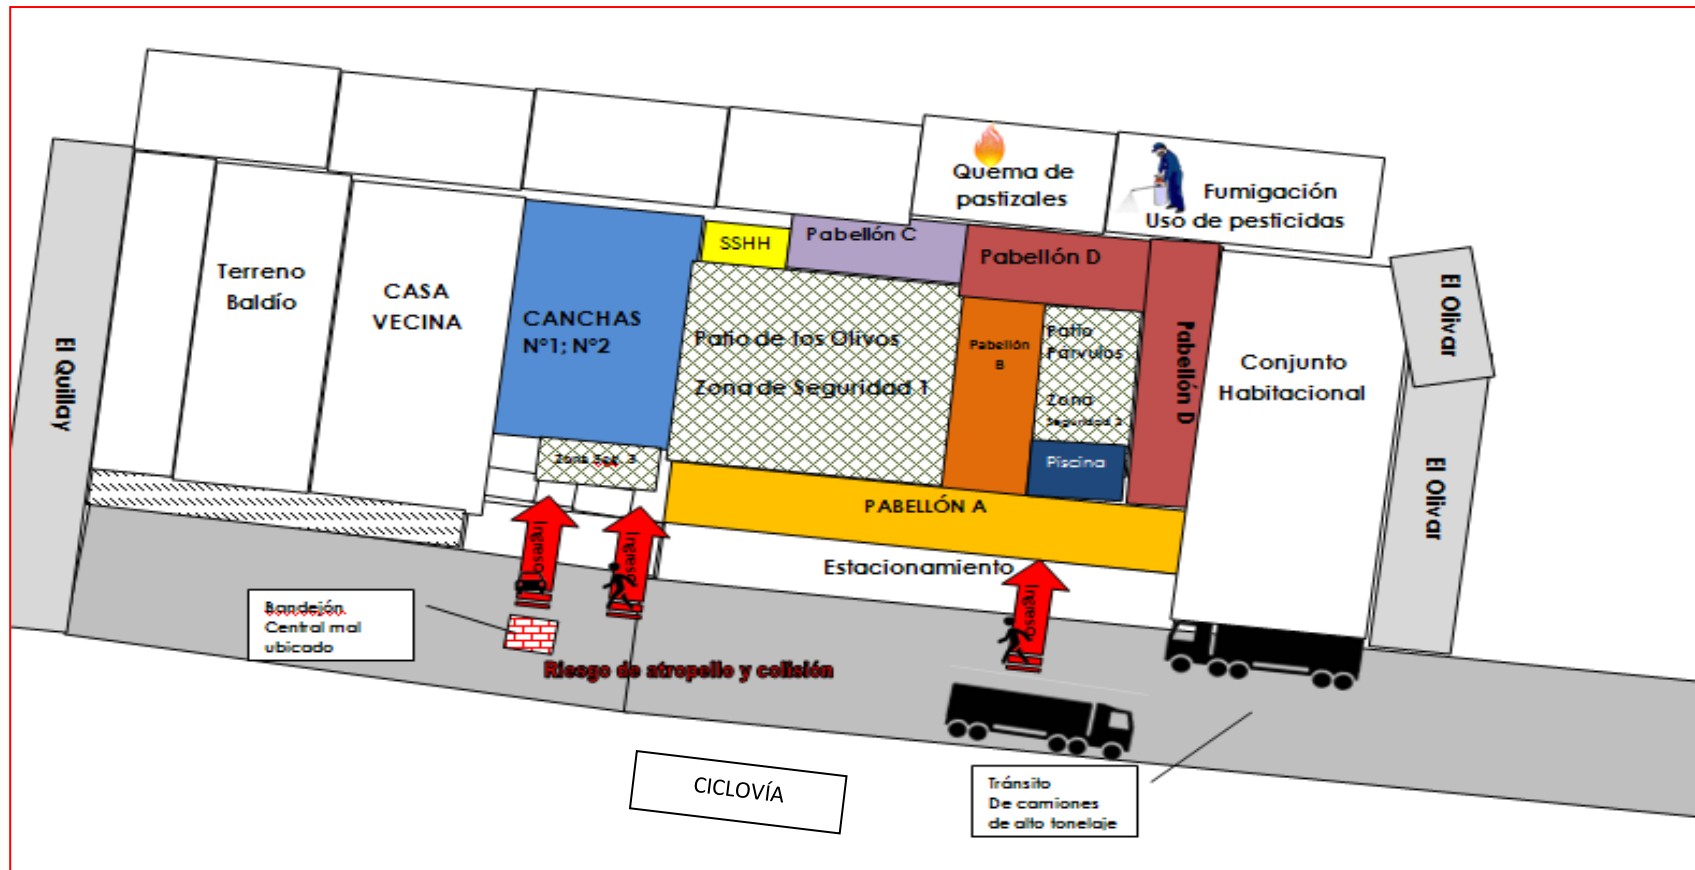 Quema de
pastizales
Fumigación
Uso de pesticidas
SSHH
Pabellón C
Pabellón D
Terreno
Baldío
CASA
VECINA
CANCHAS
N°1; N°2
Patio de los Olivos
Zona de Seguridad 1
Pabellón
B
Patio
Párvulos
Zona
Seguridad 2
Pabellón D
Conjunto
Habitacional
El Olivar
El Olivar
El Quillay
Zona Seg. 3
Piscina
PABELLÓN A
Ingreso
Ingreso
Ingreso
Estacionamiento
Bandejón
Central mal
ubicado
Riesgo de atropello y colisión
CICLOVÍA
Tránsito
De camiones
de alto tonelaje